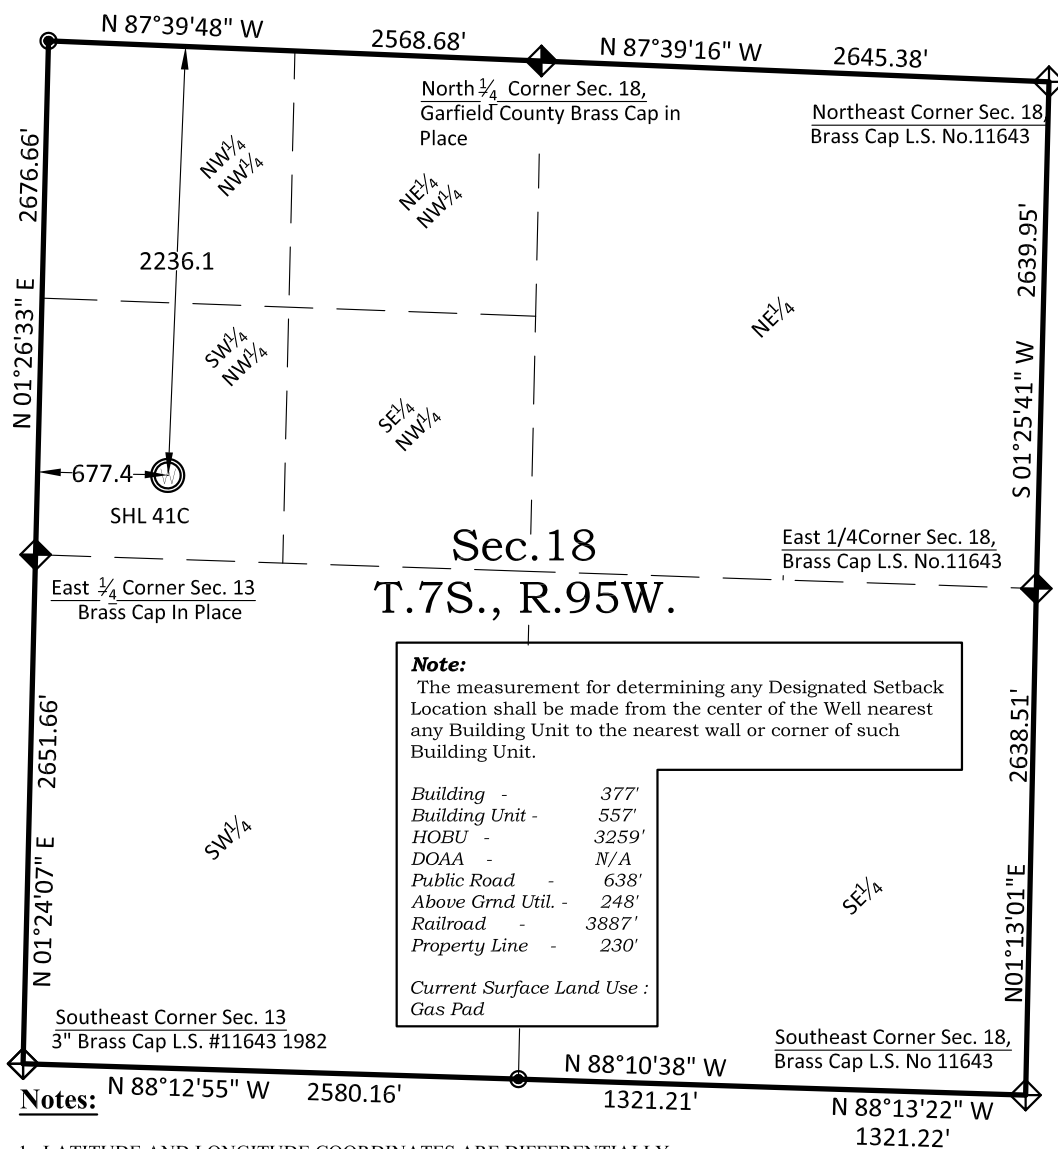 N 87°39'48" W
2568.68'
N 87°39'16" W
2645.38'
North 1/4 Corner Sec. 18,
Garfield County Brass Cap in
Place
Northeast Corner Sec. 18,
Brass Cap L.S. No.11643
2676.66'
N 01°26'33" E
NW1/4
NW1/4
NE1/4
NW1/4
2236.1
2639.95'
S 01°25'41" W
NE1/4
SW1/4
NW1/4
SE1/4
NW1/4
677.4
SHL 41C
Sec.18
T.7S., R.95W.
East 1/4Corner Sec. 18,
Brass Cap L.S. No.11643
East 1/4 Corner Sec. 13
Brass Cap In Place
2651.66'
N 01°24'07" E
SW1/4
Note:
The measurement for determining any Designated Setback
Location shall be made from the center of the Well nearest
any Building Unit to the nearest wall or corner of such
Building Unit.
Building - 377'
Building Unit - 557'
HOBU - 3259'
DOAA - N/A
Public Road - 638'
Above Grnd Util. - 248'
Railroad - 3887'
Property Line - 230'
Current Surface Land Use :
Gas Pad
2638.51'
N01°13'01"E
SE1/4
Southeast Corner Sec. 13
3" Brass Cap L.S. #11643 1982
Southeast Corner Sec. 18,
Brass Cap L.S. No 11643
N 88°12'55" W
2580.16'
N 88°10'38" W
1321.21'
N 88°13'22" W
1321.22'
Notes:
1. LATITUDE AND LONGITUDE COORDINATES ARE DIFFERENTIALLY